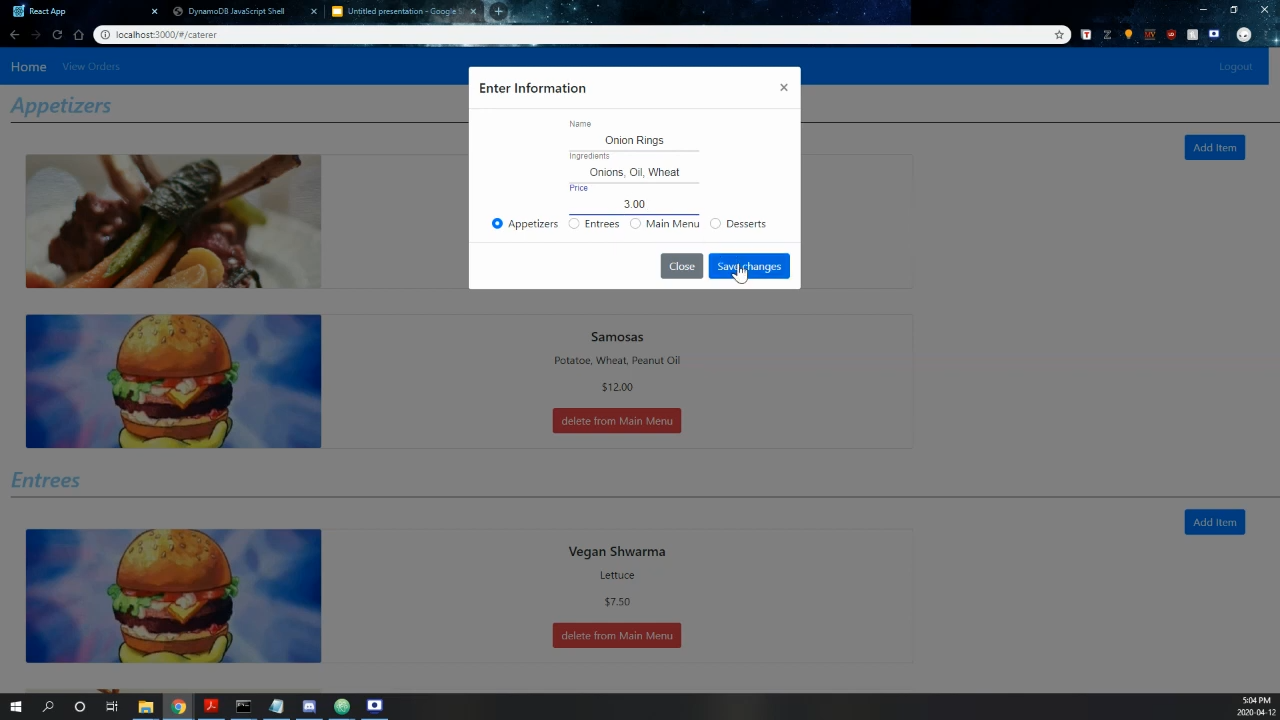 React App
DynamoDB JavaScript Shell
Untitled presentation - Google
localhost:3000/#/caterer
Home
View Orders
Logout
Enter Information
×
Name
Onion Rings
Ingredients
Onions, Oil, Wheat
Price
3.00
Appetizers
Entrees
Main Menu
Desserts
Close
Save changes
Appetizers
Add Item
Samosas
Potatoe, Wheat, Peanut Oil
$12.00
delete from Main Menu
Entrees
Add Item
Vegan Shwarma
Lettuce
$7.50
delete from Main Menu
5:04 PM
2020-04-12